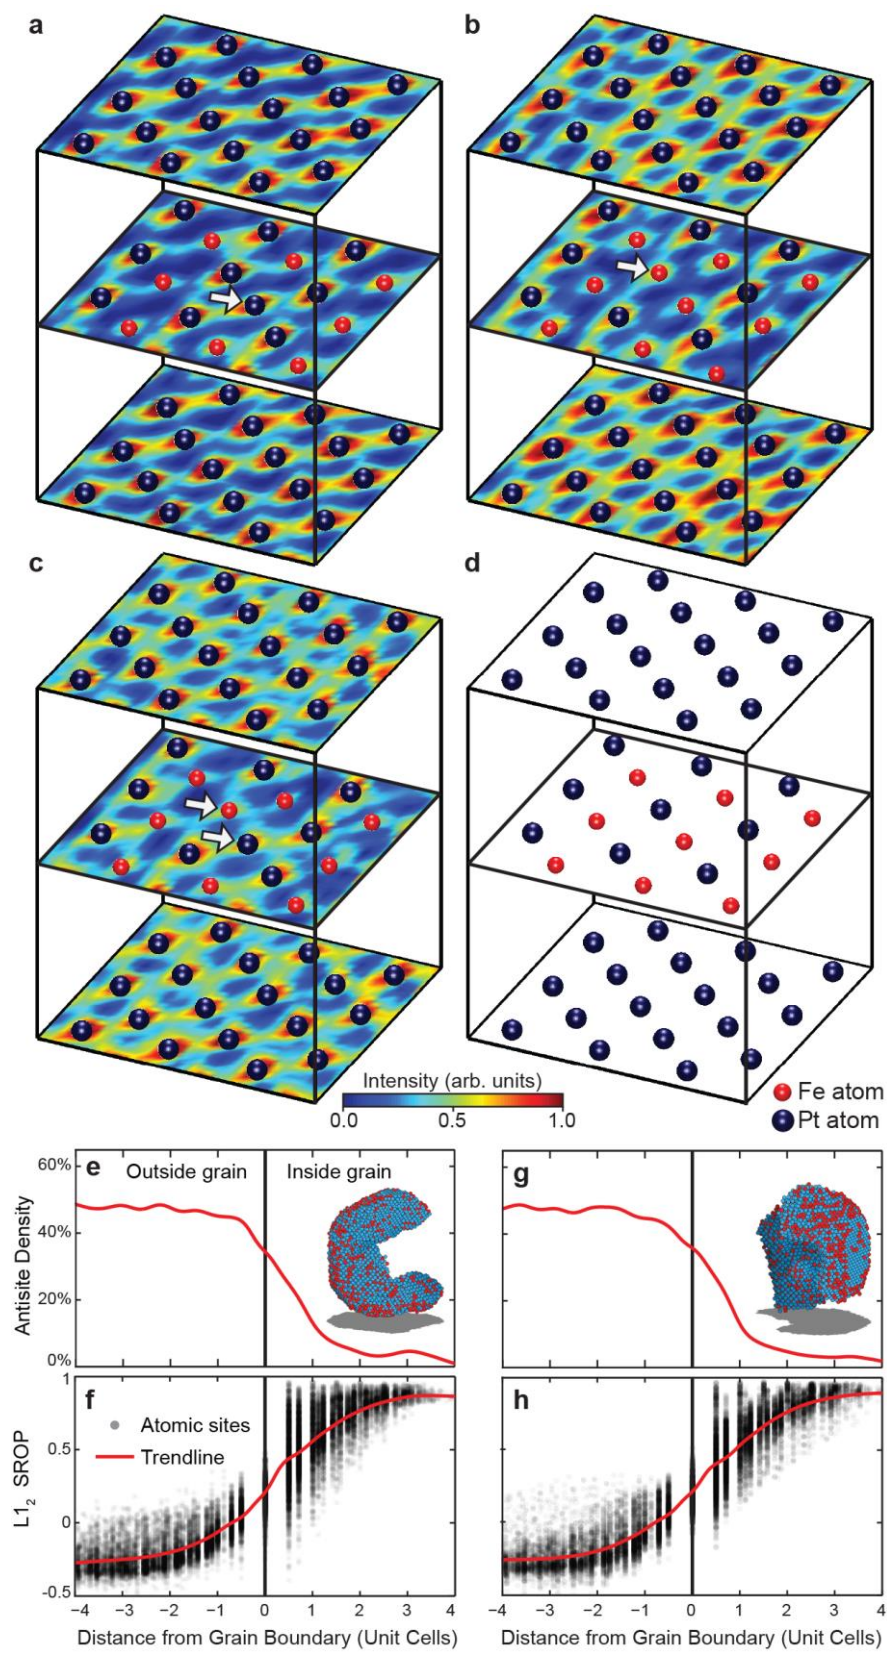 a
b
c
d
Intensity (arb. units)
0.0
0.5
1.0
Fe atom
Pt atom
e
Outside grain
Inside grain
60%
40%
20%
0%
Antisite Density
g
f
Atomic sites
Trendline
1
0.5
0
-0.5
L1₂ SROP
h
−4 −3 −2 −1 0 1 2 3 4
Distance from Grain Boundary (Unit Cells)
−4 −3 −2 −1 0 1 2 3 4
Distance from Grain Boundary (Unit Cells)